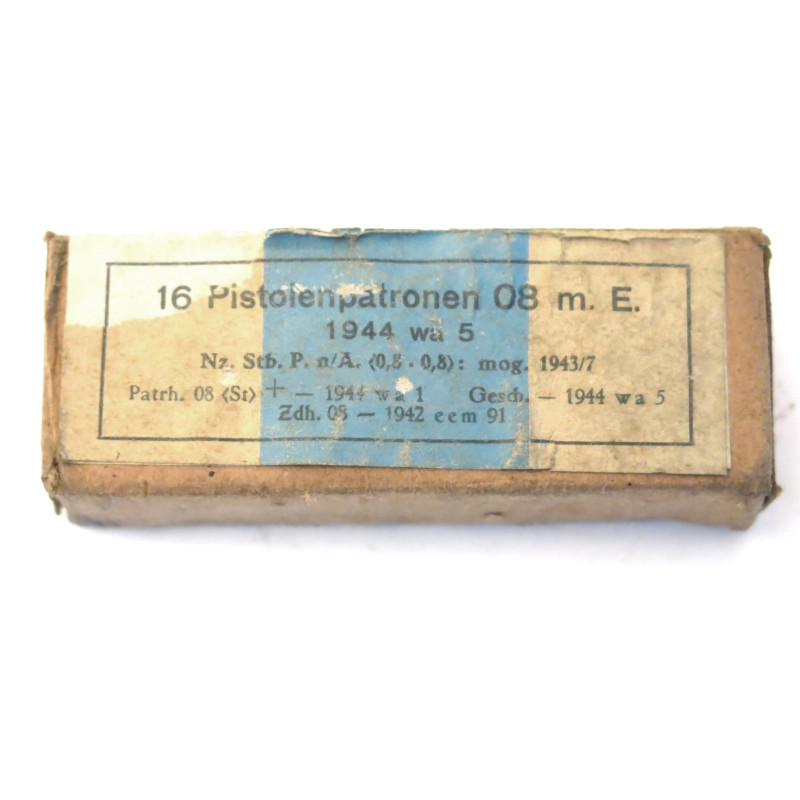 16 Pistolenpatronen 08 m. E.
1944 wa 5
Nz. Stb. P. n/A. (0,8 · 0,8): mog. 1943/7
Patrh. 08 (St) + — 1944 wa 1 Gesch. — 1944 wa 5
Zdh. 08 — 1942 eem 91